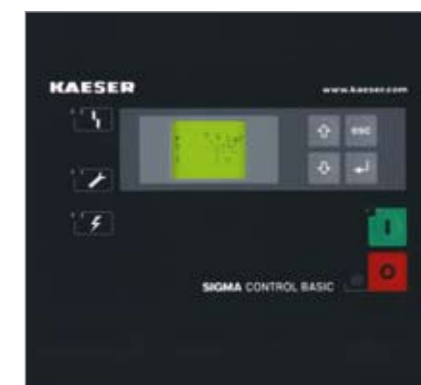 KAESER
www.kaeser.com
esc
I
O
SIGMA CONTROL BASIC